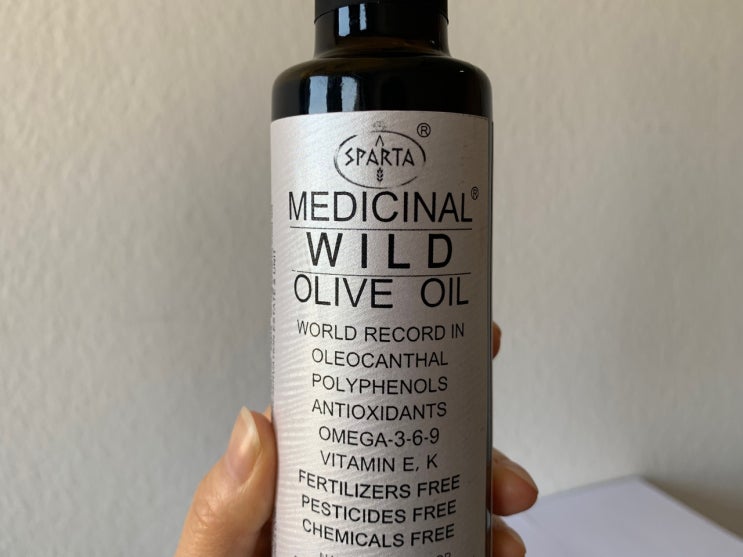 SPARTA ®
MEDICINAL ®
WILD
OLIVE OIL
WORLD RECORD IN
OLEOCANTHAL
POLYPHENOLS
ANTIOXIDANTS
OMEGA-3-6-9
VITAMIN E, K
FERTILIZERS FREE
PESTICIDES FREE
CHEMICALS FREE